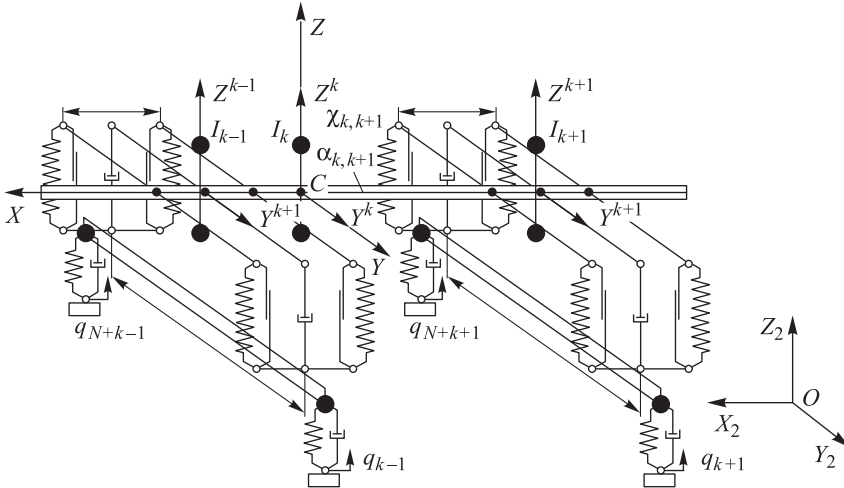 Z
Z^{k-1}
Z^k
Z^{k+1}
χ_{k,k+1}
I_{k-1}
I_k
I_{k+1}
α_{k,k+1}
C
X
Y^{k+1}
Y^k
Y^{k+1}
Y
q_{N+k-1}
q_{N+k+1}
Z_2
O
X_2
Y_2
q_{k-1}
q_{k+1}